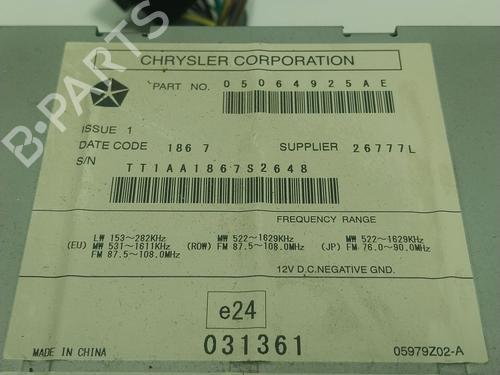 CHRYSLER CORPORATION
PART NO. 05064925AE
ISSUE 1
DATE CODE 186 7 SUPPLIER 26777L
S/N TT1AA1867S2648
FREQUENCY RANGE
(EU) LW 153~282KHz
MW 531~1611KHz
FM 87.5~108.0MHz
(ROW) MW 522~1629KHz
FM 87.5~108.0MHz
(JP) MW 522~1629KHz
FM 76.0~90.0MHz
12V D.C.NEGATIVE GND.
e24
031361
MADE IN CHINA
05979Z02-A
B-PARTS